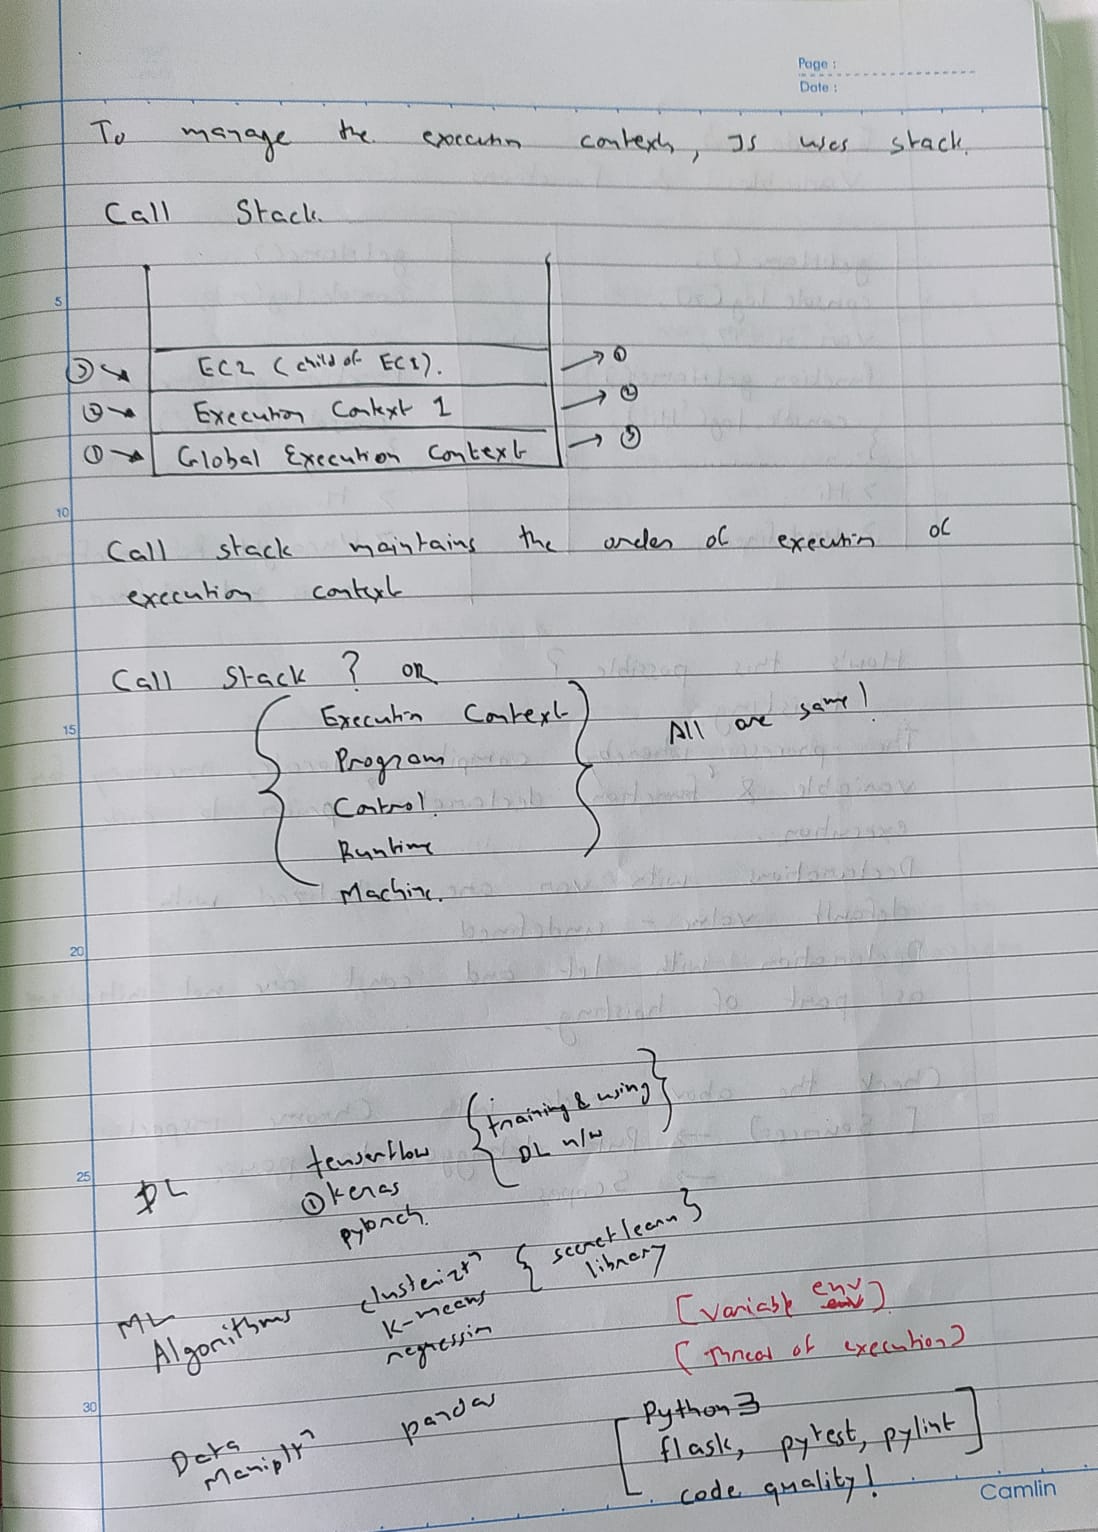 Page :
Date :
To manage the execution contexts, JS uses stack.
Call Stack
5
③ EC2 (child of EC1). → ①
② Execution Context 1 → ②
① Global Execution Context → ③
10
Call stack maintains the order of execution of
execution context
Call Stack ? OR
Execution Context
15
All are same!
Program
Control.
Runtime
Machine.
20
{training & using
DL n/w}
25
DL
tenserflow
① keras
pytorch.
ML
Algorithms
clusteriztn
K-means
regression
{ secret learn }
library
[variable env env]
(Thread of execution)
30
Data
Manipltn
pandas
[Python 3
flask, pytest, pylint]
code quality!
Camlin